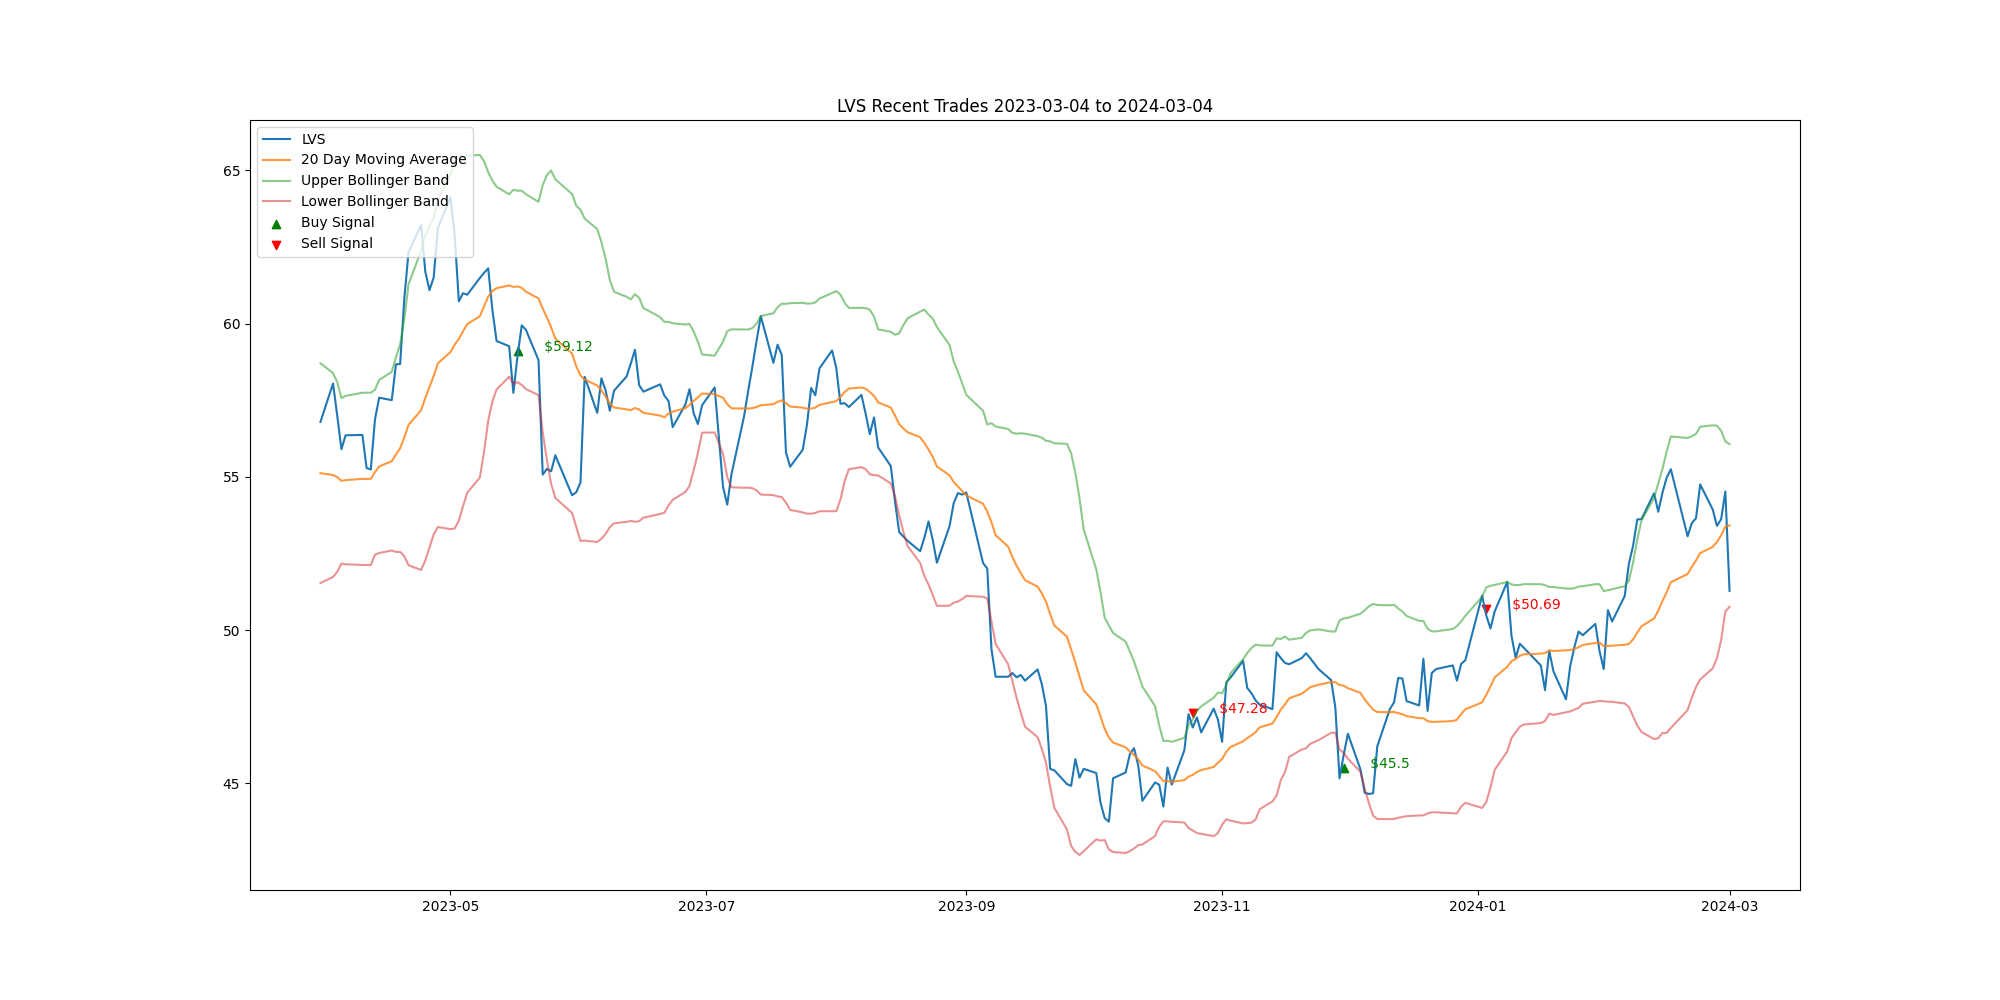 LVS Recent Trades 2023-03-04 to 2024-03-04
LVS
20 Day Moving Average
Upper Bollinger Band
Lower Bollinger Band
Buy Signal
Sell Signal
65
60
55
50
45
$59.12
$47.28
$45.5
$50.69
2023-05
2023-07
2023-09
2023-11
2024-01
2024-03